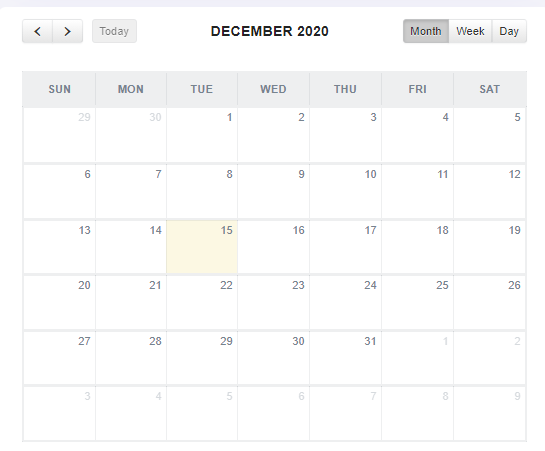 Today DECEMBER 2020 Month Week Day
SUN MON TUE WED THU FRI SAT
29 30 1 2 3 4 5
6 7 8 9 10 11 12
13 14 15 16 17 18 19
20 21 22 23 24 25 26
27 28 29 30 31 1 2
3 4 5 6 7 8 9